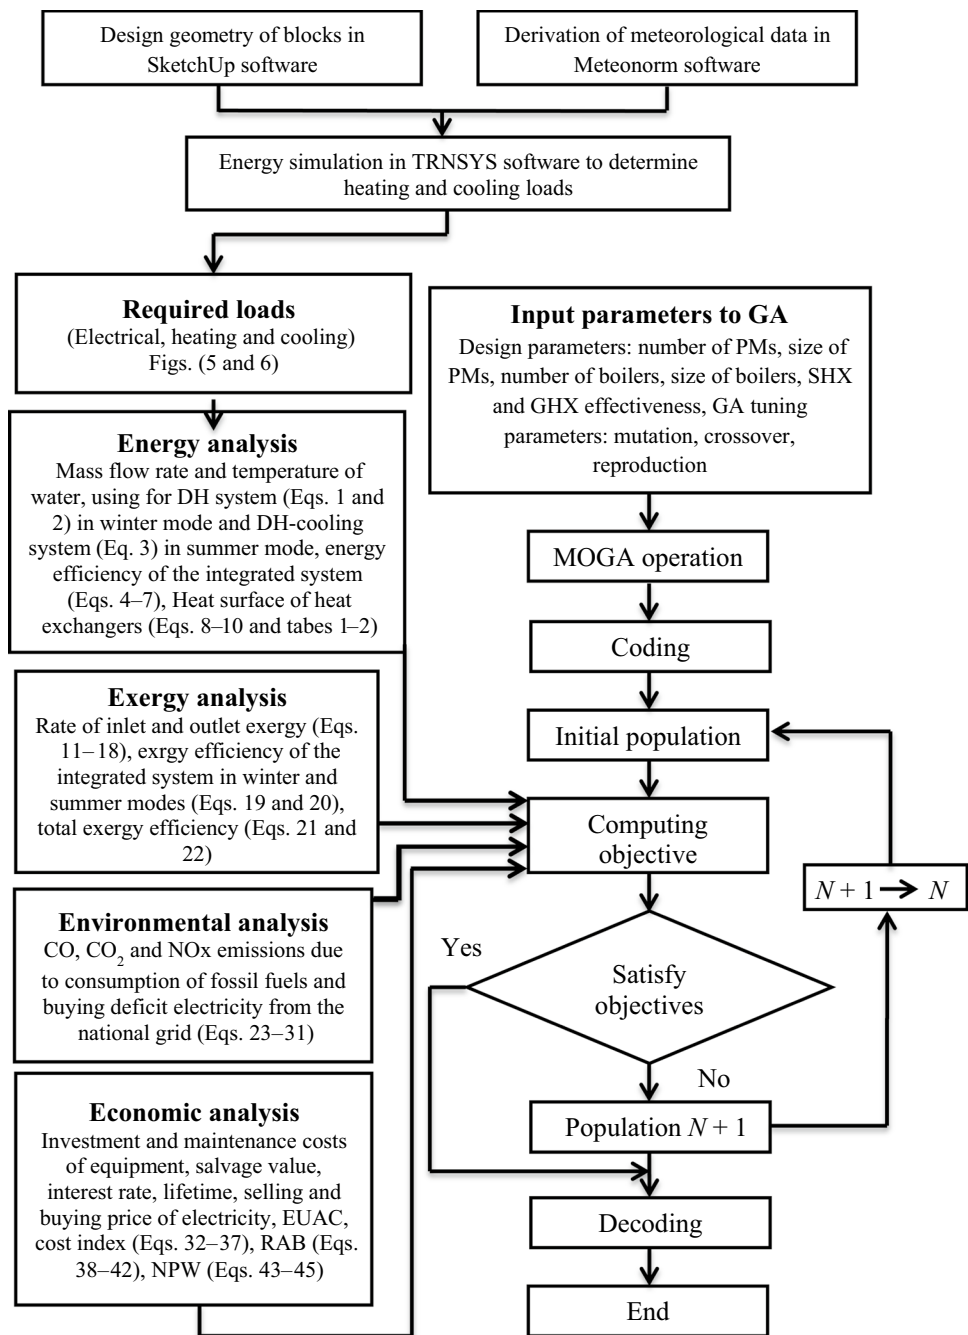 Design geometry of blocks in
SketchUp software
Derivation of meteorological data in
Meteonorm software
Energy simulation in TRNSYS software to determine
heating and cooling loads
Required loads
(Electrical, heating and cooling)
Figs. (5 and 6)
Input parameters to GA
Design parameters: number of PMs, size of
PMs, number of boilers, size of boilers, SHX
and GHX effectiveness, GA tuning
parameters: mutation, crossover,
reproduction
Energy analysis
Mass flow rate and temperature of
water, using for DH system (Eqs. 1 and
2) in winter mode and DH-cooling
system (Eq. 3) in summer mode, energy
efficiency of the integrated system
(Eqs. 4–7), Heat surface of heat
exchangers (Eqs. 8–10 and tabes 1–2)
MOGA operation
Coding
Exergy analysis
Rate of inlet and outlet exergy (Eqs.
11–18), exrgy efficiency of the
integrated system in winter and
summer modes (Eqs. 19 and 20),
total exergy efficiency (Eqs. 21 and
22)
Initial population
Computing
objective
N + 1 → N
Environmental analysis
CO, CO₂ and NOx emissions due
to consumption of fossil fuels and
buying deficit electricity from the
national grid (Eqs. 23–31)
Yes
Satisfy
objectives
No
Economic analysis
Investment and maintenance costs
of equipment, salvage value,
interest rate, lifetime, selling and
buying price of electricity, EUAC,
cost index (Eqs. 32–37), RAB (Eqs.
38–42), NPW (Eqs. 43–45)
Population N + 1
Decoding
End